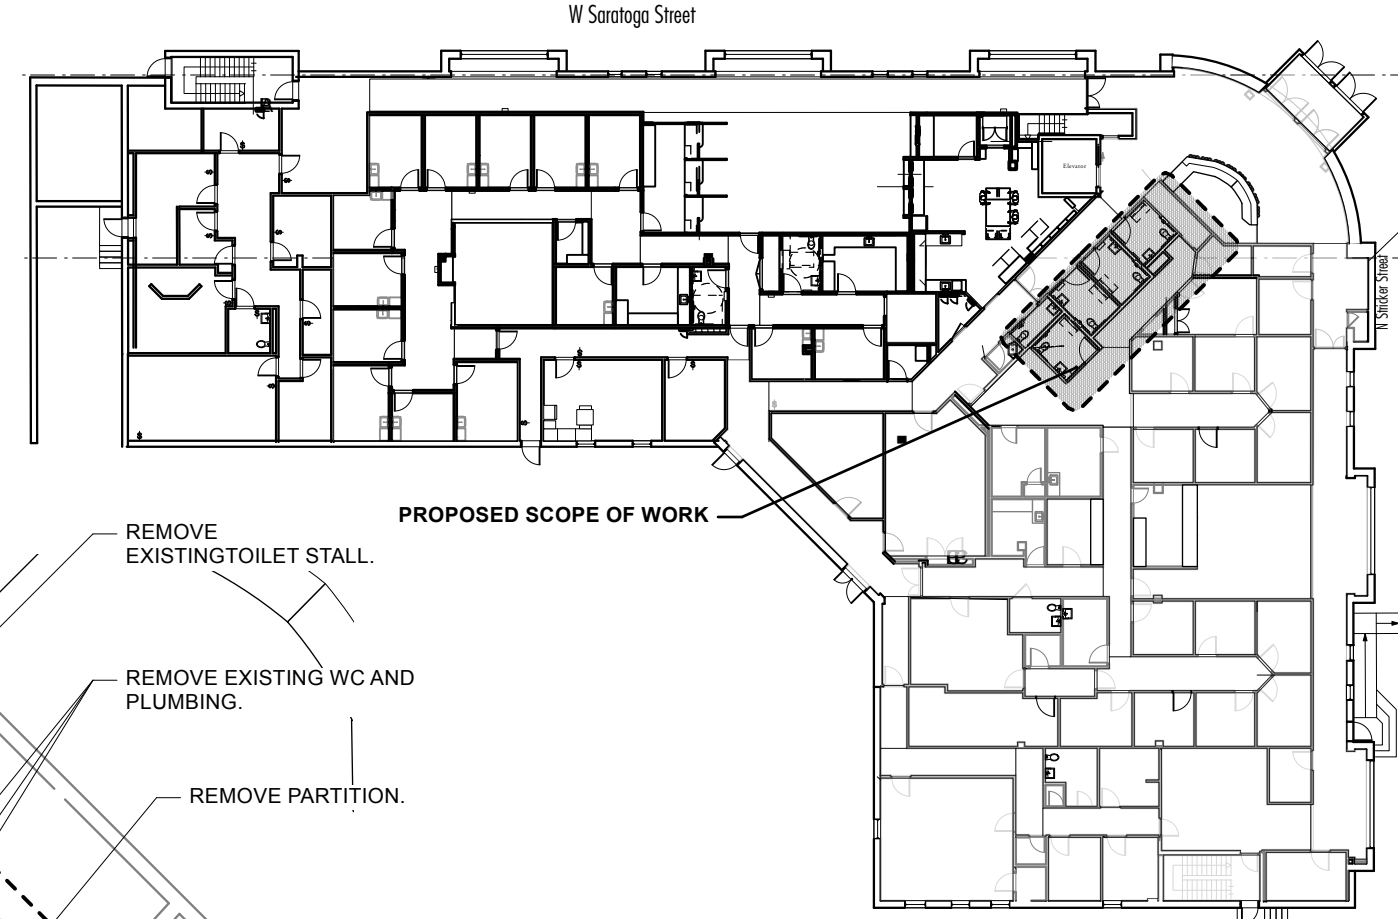 W Saratoga Street
Elevator
N Stricker Street
PROPOSED SCOPE OF WORK
REMOVE
EXISTINGTOILET STALL.
REMOVE EXISTING WC AND
PLUMBING.
REMOVE PARTITION.